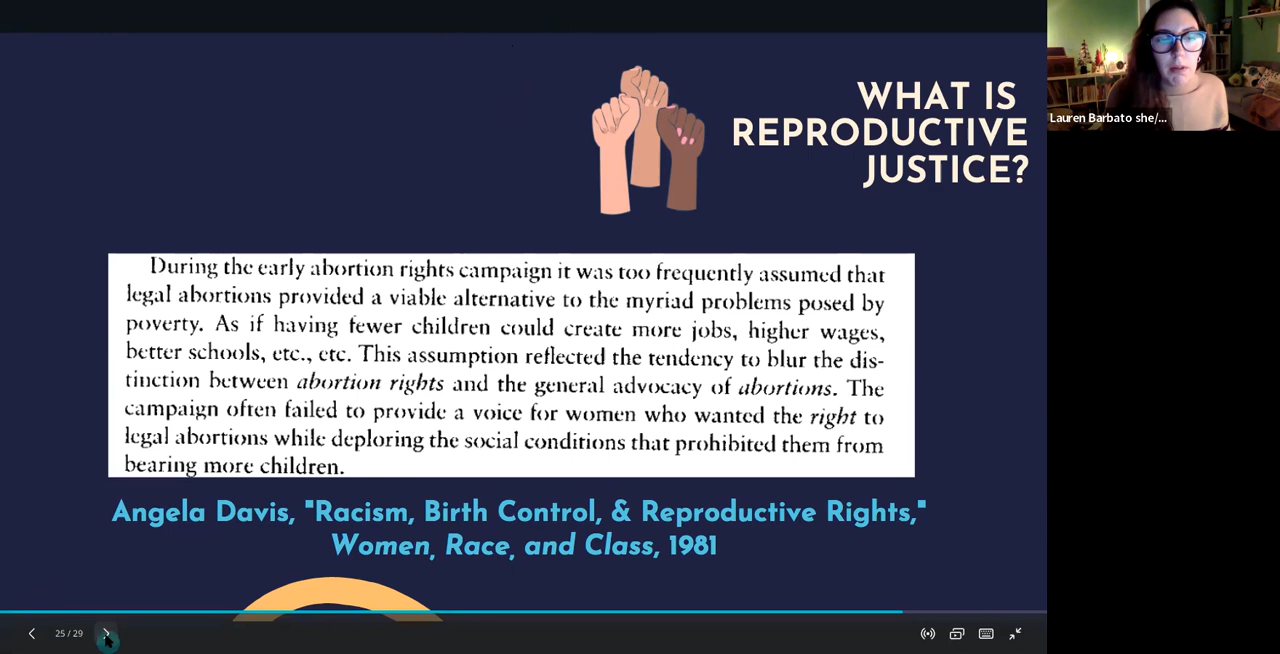 WHAT IS
REPRODUCTIVE
JUSTICE?
Lauren Barbato she/...
During the early abortion rights campaign it was too frequently assumed that
legal abortions provided a viable alternative to the myriad problems posed by
poverty. As if having fewer children could create more jobs, higher wages,
better schools, etc., etc. This assumption reflected the tendency to blur the dis-
tinction between abortion rights and the general advocacy of abortions. The
campaign often failed to provide a voice for women who wanted the right to
legal abortions while deploring the social conditions that prohibited them from
bearing more children.
Angela Davis, "Racism, Birth Control, & Reproductive Rights,"
Women, Race, and Class, 1981
25 / 29